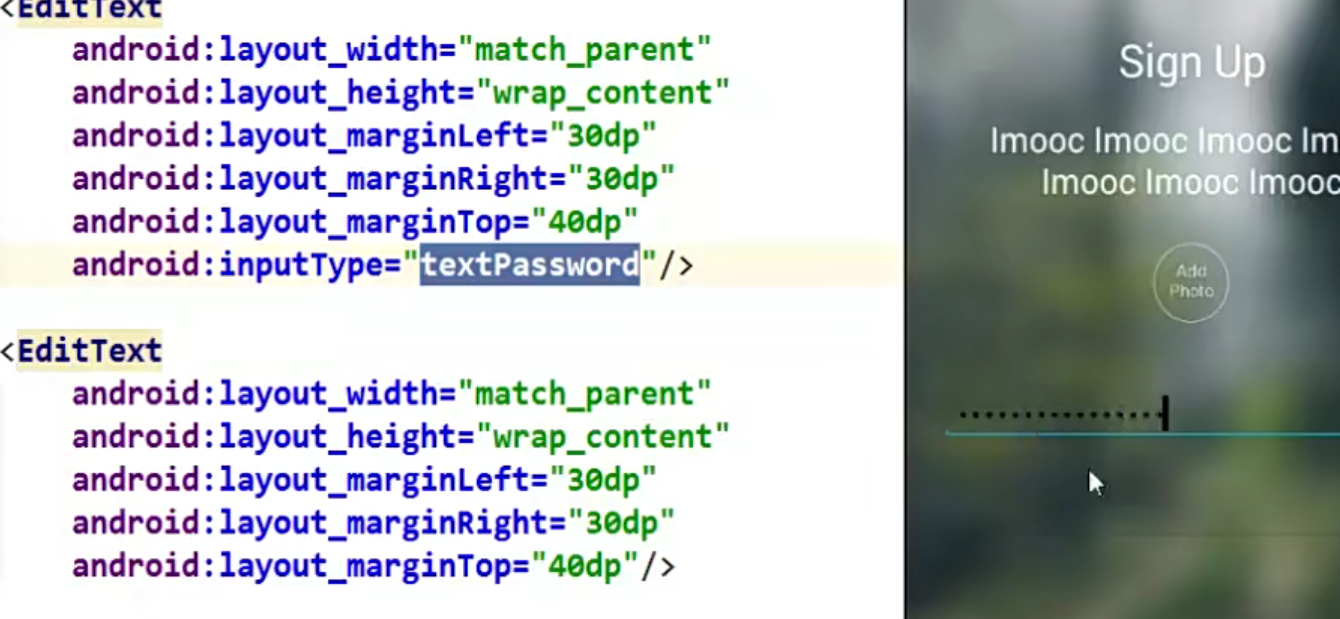 <EditText
android:layout_width="match_parent"
android:layout_height="wrap_content"
android:layout_marginLeft="30dp"
android:layout_marginRight="30dp"
android:layout_marginTop="40dp"
android:inputType="textPassword"/>
<EditText
android:layout_width="match_parent"
android:layout_height="wrap_content"
android:layout_marginLeft="30dp"
android:layout_marginRight="30dp"
android:layout_marginTop="40dp"/>
Sign Up
Imooc Imooc Imooc Im
Imooc Imooc Imooc
Add
Photo